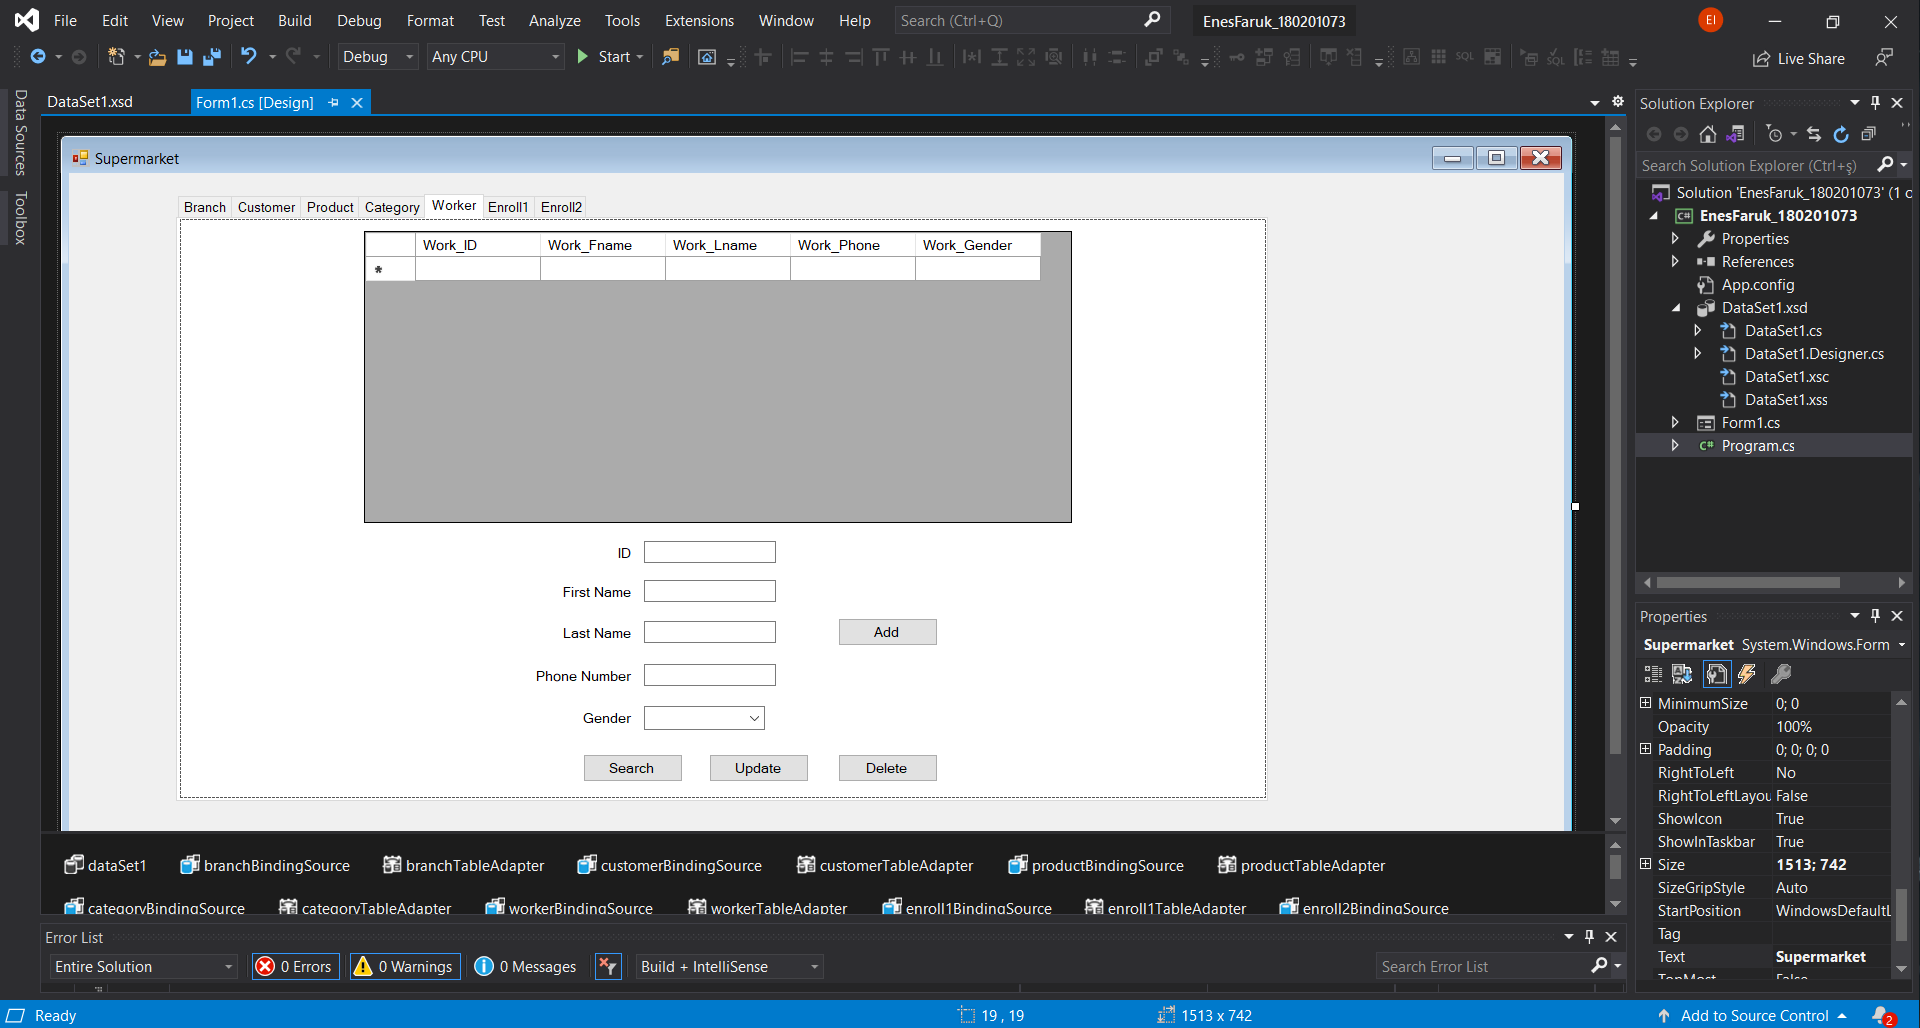 File Edit View Project Build Debug Format Test Analyze Tools Extensions Window Help Search (Ctrl+Q) EnesFaruk_180201073 EI
Debug Any CPU Start SQL SQL Live Share
Data Sources
Toolbox
DataSet1.xsd Form1.cs [Design]
Supermarket
Branch Customer Product Category Worker Enroll1 Enroll2
Work_ID Work_Fname Work_Lname Work_Phone Work_Gender
*
ID
First Name
Last Name
Add
Phone Number
Gender
Search Update Delete
dataSet1 branchBindingSource branchTableAdapter customerBindingSource customerTableAdapter productBindingSource productTableAdapter
categoryBindingSource categoryTableAdapter workerBindingSource workerTableAdapter enroll1BindingSource enroll1TableAdapter enroll2BindingSource
Error List
Entire Solution 0 Errors 0 Warnings 0 Messages Build + IntelliSense Search Error List
Solution Explorer
Search Solution Explorer (Ctrl+ş)
Solution 'EnesFaruk_180201073' (1 o
C# EnesFaruk_180201073
Properties
References
App.config
DataSet1.xsd
DataSet1.cs
DataSet1.Designer.cs
DataSet1.xsc
DataSet1.xss
Form1.cs
C# Program.cs
Properties
Supermarket System.Windows.Form
MinimumSize 0; 0
Opacity 100%
Padding 0; 0; 0; 0
RightToLeft No
RightToLeftLayou False
ShowIcon True
ShowInTaskbar True
Size 1513; 742
SizeGripStyle Auto
StartPosition WindowsDefaultL
Tag
Text Supermarket
TopMost False
Ready 19 , 19 1513 x 742 Add to Source Control 2